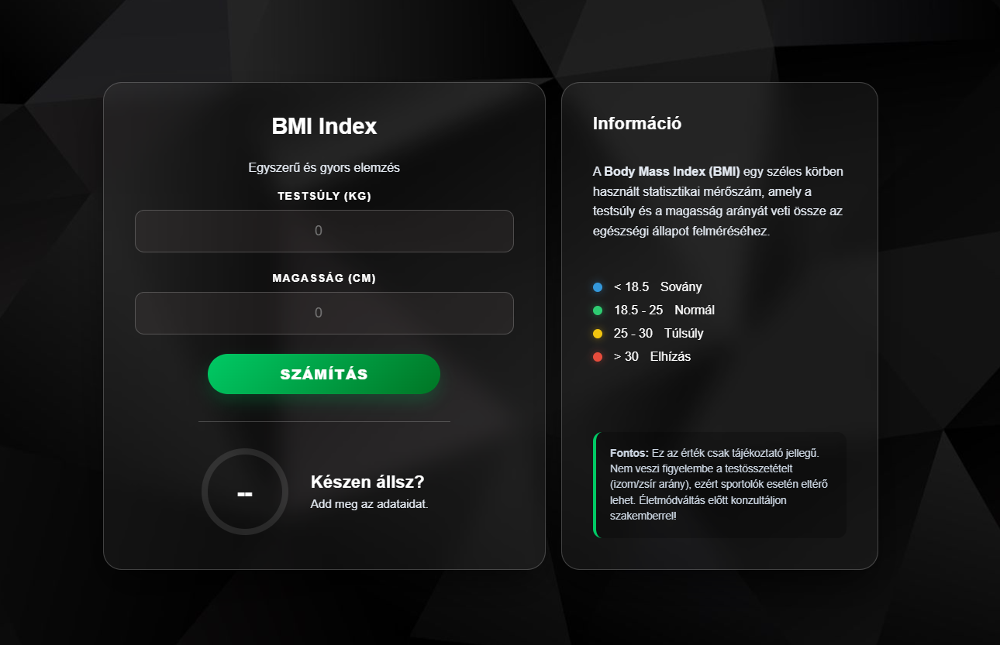 BMI Index
Egyszerű és gyors elemzés
TESTSÚLY (KG)
0
MAGASSÁG (CM)
0
SZÁMÍTÁS
--
Készen állsz?
Add meg az adataidat.
Információ
A Body Mass Index (BMI) egy széles körben
használt statisztikai mérőszám, amely a
testsúly és a magasság arányát veti össze az
egészségi állapot felméréséhez.
< 18.5 Sovány
18.5 - 25 Normál
25 - 30 Túlsúly
> 30 Elhízás
Fontos: Ez az érték csak tájékoztató jellegű.
Nem veszi figyelembe a testösszetételt
(izom/zsír arány), ezért sportolók esetén eltérő
lehet. Életmódváltás előtt konzultáljon
szakemberrel!